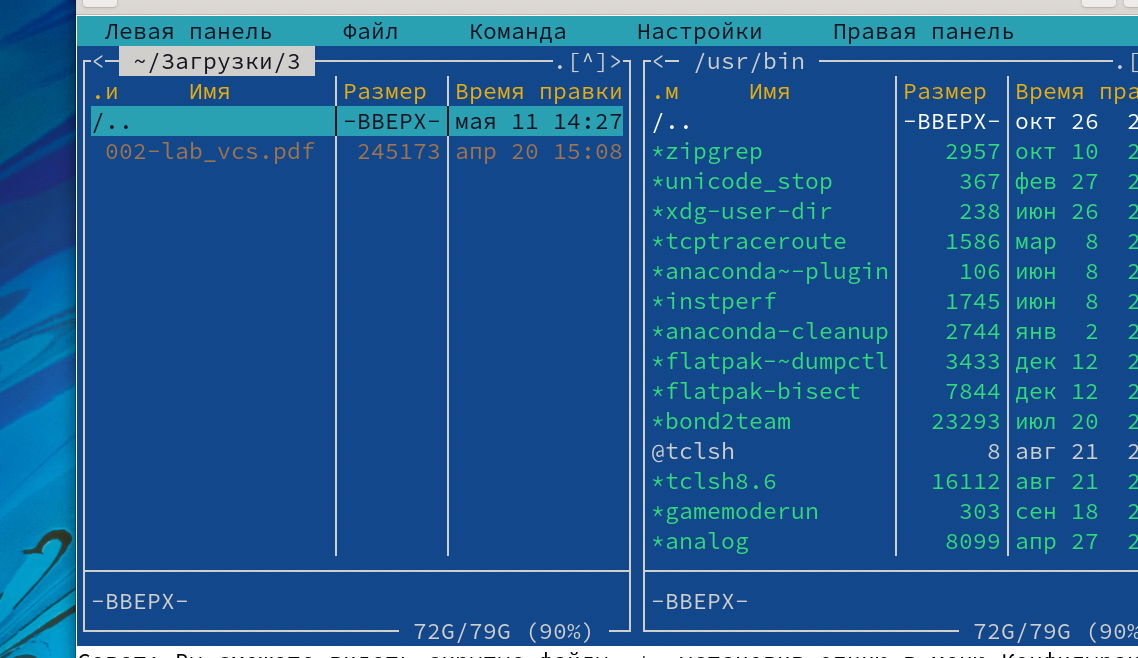 Левая панель Файл Команда Настройки Правая панель
<- ~/Загрузки/3 .[^]>
.и Имя Размер Время правки
/.. -ВВЕРХ- мая 11 14:27
002-lab_vcs.pdf 245173 апр 20 15:08
-ВВЕРХ-
72G/79G (90%)
<- /usr/bin .[
.м Имя Размер Время пра
/.. -ВВЕРХ- окт 26 2
*zipgrep 2957 окт 10 2
*unicode_stop 367 фев 27 2
*xdg-user-dir 238 июн 26 2
*tcptraceroute 1586 мар 8 2
*anaconda~-plugin 106 июн 8 2
*instperf 1745 июн 8 2
*anaconda-cleanup 2744 янв 2 2
*flatpak-~dumpctl 3433 дек 12 2
*flatpak-bisect 7844 дек 12 2
*bond2team 23293 июл 20 2
@tclsh 8 авг 21 2
*tclsh8.6 16112 авг 21 2
*gamemoderun 303 сен 18 2
*analog 8099 апр 27 2
-ВВЕРХ-
72G/79G (90%